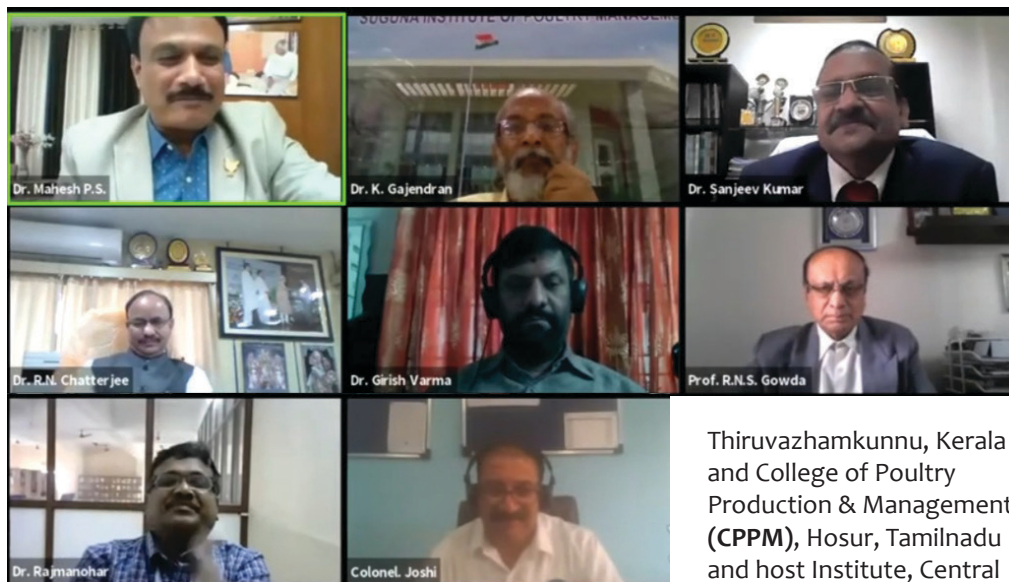 SUGUNA INSTITUTE OF POULTRY MANAGEM
Dr. Mahesh P.S.
Dr. K. Gajendran
Dr. Sanjeev Kumar
Dr. R.N. Chatterjee
Dr. Girish Varma
Prof. R.N.S. Gowda
Dr. Rajmanohar
Colonel. Joshi
Thiruvazhamkunnu, Kerala
and College of Poultry
Production & Management
(CPPM), Hosur, Tamilnadu
and host Institute, Central